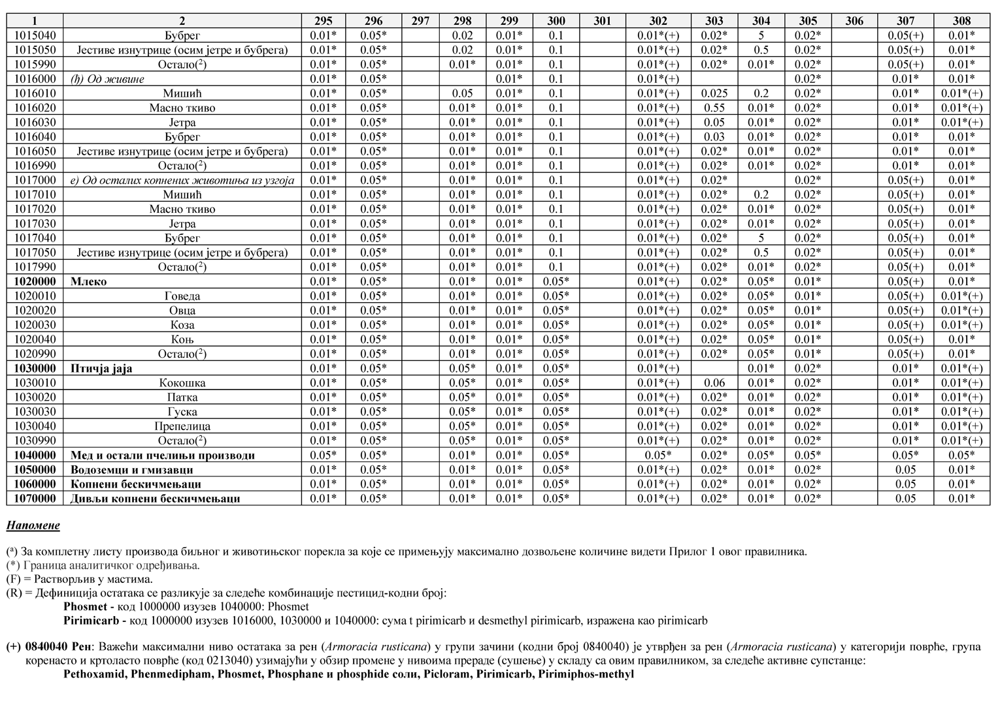 1 2 295 296 297 298 299 300 301 302 303 304 305 306 307 308
1015040 Бубрег 0.01* 0.05* 0.02 0.01* 0.1 0.01*(+) 0.02* 5 0.02* 0.05(+) 0.01*
1015050 Јестиве изнутрице (осим јетре и бубрега) 0.01* 0.05* 0.02 0.01* 0.1 0.01*(+) 0.02* 0.5 0.02* 0.05(+) 0.01*
1015990 Остало(²) 0.01* 0.05* 0.01* 0.01* 0.1 0.01*(+) 0.02* 0.01* 0.02* 0.05(+) 0.01*
1016000 (ђ) Од живине 0.01* 0.05* 0.01* 0.1 0.01*(+) 0.02* 0.01* 0.01*
1016010 Мишић 0.01* 0.05* 0.05 0.01* 0.1 0.01*(+) 0.025 0.2 0.02* 0.01* 0.01*(+)
1016020 Масно ткиво 0.01* 0.05* 0.01* 0.01* 0.1 0.01*(+) 0.55 0.01* 0.02* 0.01* 0.01*(+)
1016030 Јетра 0.01* 0.05* 0.01* 0.01* 0.1 0.01*(+) 0.05 0.01* 0.02* 0.01* 0.01*(+)
1016040 Бубрег 0.01* 0.05* 0.01* 0.01* 0.1 0.01*(+) 0.03 0.01* 0.02* 0.01* 0.01*
1016050 Јестиве изнутрице (осим јетре и бубрега) 0.01* 0.05* 0.01* 0.01* 0.1 0.01*(+) 0.02* 0.01* 0.02* 0.01* 0.01*
1016990 Остало(²) 0.01* 0.05* 0.01* 0.01* 0.1 0.01*(+) 0.02* 0.01* 0.02* 0.01* 0.01*
1017000 е) Од осталих копнених животиња из узгоја 0.01* 0.05* 0.01* 0.01* 0.1 0.01*(+) 0.02* 0.02* 0.05(+) 0.01*
1017010 Мишић 0.01* 0.05* 0.01* 0.01* 0.1 0.01*(+) 0.02* 0.2 0.02* 0.05(+) 0.01*
1017020 Масно ткиво 0.01* 0.05* 0.01* 0.01* 0.1 0.01*(+) 0.02* 0.01* 0.02* 0.05(+) 0.01*
1017030 Јетра 0.01* 0.05* 0.01* 0.01* 0.1 0.01*(+) 0.02* 0.01* 0.02* 0.05(+) 0.01*
1017040 Бубрег 0.01* 0.05* 0.01* 0.01* 0.1 0.01*(+) 0.02* 5 0.02* 0.05(+) 0.01*
1017050 Јестиве изнутрице (осим јетре и бубрега) 0.01* 0.05* 0.01* 0.01* 0.1 0.01*(+) 0.02* 0.5 0.02* 0.05(+) 0.01*
1017990 Остало(²) 0.01* 0.05* 0.01* 0.01* 0.1 0.01*(+) 0.02* 0.01* 0.02* 0.05(+) 0.01*
1020000 Млеко 0.01* 0.05* 0.01* 0.01* 0.05* 0.01*(+) 0.02* 0.05* 0.01* 0.05(+) 0.01*
1020010 Говеда 0.01* 0.05* 0.01* 0.01* 0.05* 0.01*(+) 0.02* 0.05* 0.01* 0.05(+) 0.01*(+)
1020020 Овца 0.01* 0.05* 0.01* 0.01* 0.05* 0.01*(+) 0.02* 0.05* 0.01* 0.05(+) 0.01*(+)
1020030 Коза 0.01* 0.05* 0.01* 0.01* 0.05* 0.01*(+) 0.02* 0.05* 0.01* 0.05(+) 0.01*(+)
1020040 Коњ 0.01* 0.05* 0.01* 0.01* 0.05* 0.01*(+) 0.02* 0.05* 0.01* 0.05(+) 0.01*
1020990 Остало(²) 0.01* 0.05* 0.01* 0.01* 0.05* 0.01*(+) 0.02* 0.05* 0.01* 0.05(+) 0.01*
1030000 Птичја јаја 0.01* 0.05* 0.05* 0.01* 0.05* 0.01*(+) 0.01* 0.02* 0.01* 0.01*(+)
1030010 Кокошка 0.01* 0.05* 0.05* 0.01* 0.05* 0.01*(+) 0.06 0.01* 0.02* 0.01* 0.01*(+)
1030020 Патка 0.01* 0.05* 0.05* 0.01* 0.05* 0.01*(+) 0.02* 0.01* 0.02* 0.01* 0.01*(+)
1030030 Гуска 0.01* 0.05* 0.05* 0.01* 0.05* 0.01*(+) 0.02* 0.01* 0.02* 0.01* 0.01*(+)
1030040 Препелица 0.01* 0.05* 0.05* 0.01* 0.05* 0.01*(+) 0.02* 0.01* 0.02* 0.01* 0.01*(+)
1030990 Остало(²) 0.01* 0.05* 0.05* 0.01* 0.05* 0.01*(+) 0.02* 0.01* 0.02* 0.01* 0.01*(+)
1040000 Мед и остали пчелињи производи 0.05* 0.05* 0.01* 0.01* 0.05* 0.05* 0.02* 0.05* 0.05* 0.05* 0.05*
1050000 Водоземци и гмизавци 0.01* 0.05* 0.01* 0.01* 0.05* 0.01*(+) 0.02* 0.01* 0.02* 0.05 0.01*
1060000 Копнени бескичмењаци 0.01* 0.05* 0.01* 0.01* 0.05* 0.01*(+) 0.02* 0.01* 0.02* 0.05 0.01*
1070000 Дивљи копнени бескичмењаци 0.01* 0.05* 0.01* 0.01* 0.05* 0.01*(+) 0.02* 0.01* 0.02* 0.05 0.01*
Напомене
(ᵃ) За комплетну листу производа биљног и животињског порекла за које се примењују максимално дозвољене количине видети Прилог 1 овог правилника.
(*) Граница аналитичког одређивања.
(F) = Растворљив у мастима.
(R) = Дефиниција остатака се разликује за следеће комбинације пестицид-кодни број:
Phosmet - код 1000000 изузев 1040000: Phosmet
Pirimicarb - код 1000000 изузев 1016000, 1030000 и 1040000: сума t pirimicarb и desmethyl pirimicarb, изражена као pirimicarb
(+) 0840040 Рен: Важећи максимални ниво остатака за рен (Armoracia rusticana) у групи зачини (кодни број 0840040) је утврђен за рен (Armoracia rusticana) у категорији поврће, група
коренасто и кртоласто поврће (код 0213040) узимајући у обзир промене у нивоима прераде (сушење) у складу са овим правилником, за следеће активне супстанце:
Pethoxamid, Phenmedipham, Phosmet, Phosphane и phosphide соли, Picloram, Pirimicarb, Pirimiphos-methyl